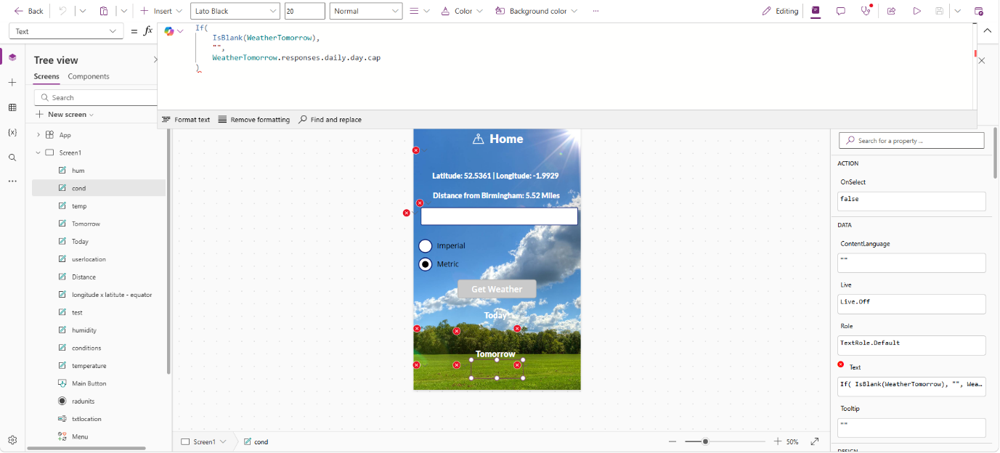 Back
Insert
Lato Black
20
Normal
Color
Background color
...
Editing
Text
= fx
If(
IsBlank(WeatherTomorrow),
"",
WeatherTomorrow.responses.daily.day.cap
)
Format text
Remove formatting
Find and replace
Tree view
Screens
Components
Search
New screen
App
Screen1
hum
cond
temp
Tomorrow
Today
userlocation
Distance
longitude x latitute - equator
test
humidity
conditions
temperature
Main Button
radunits
txtlocation
Menu
Home
Latitude: 52.5361 | Longitude: -1.9929
Distance from Birmingham: 5.52 Miles
Imperial
Metric
Get Weather
Today
Tomorrow
Search for a property ...
ACTION
OnSelect
false
DATA
ContentLanguage
""
Live
Live.Off
Role
TextRole.Default
Text
If( IsBlank(WeatherTomorrow), "", Wea…
Tooltip
""
DESIGN
Screen1
cond
50%